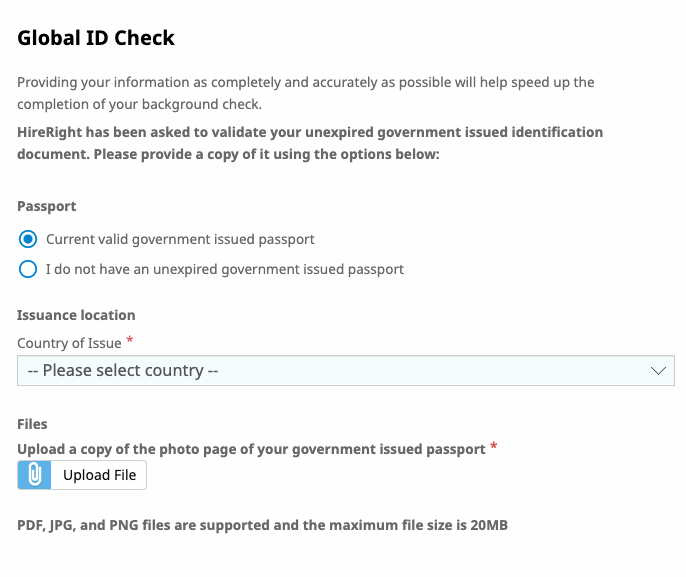 Global ID Check
Providing your information as completely and accurately as possible will help speed up the
completion of your background check.
HireRight has been asked to validate your unexpired government issued identification
document. Please provide a copy of it using the options below:
Passport
Current valid government issued passport
I do not have an unexpired government issued passport
Issuance location
Country of Issue *
-- Please select country --
Files
Upload a copy of the photo page of your government issued passport *
Upload File
PDF, JPG, and PNG files are supported and the maximum file size is 20MB